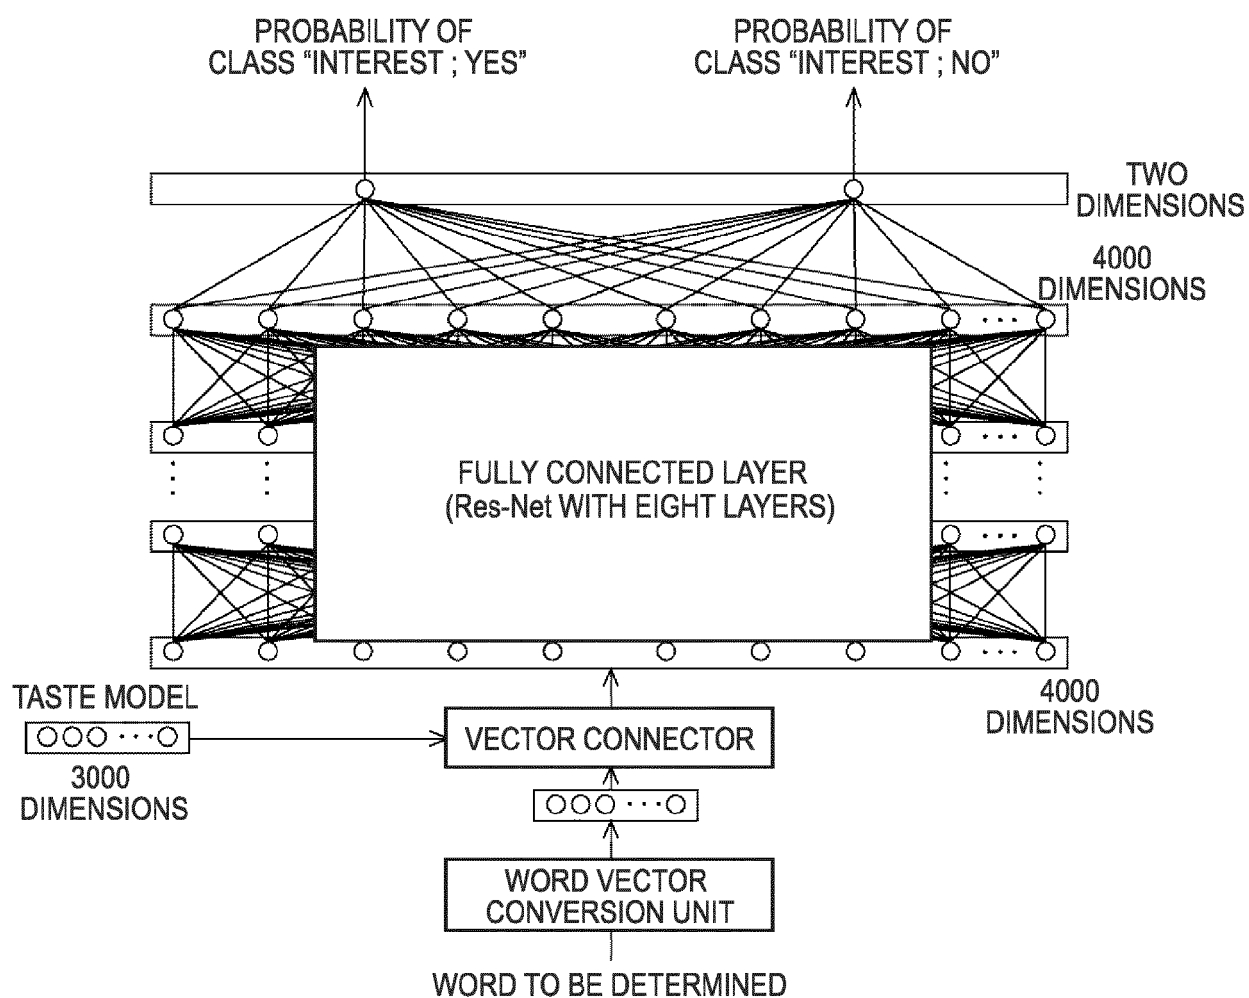 PROBABILITY OF
CLASS “INTEREST ; YES”
PROBABILITY OF
CLASS “INTEREST ; NO”
TWO
DIMENSIONS
4000
DIMENSIONS
FULLY CONNECTED LAYER
(Res-Net WITH EIGHT LAYERS)
4000
DIMENSIONS
TASTE MODEL
3000
DIMENSIONS
VECTOR CONNECTOR
WORD VECTOR
CONVERSION UNIT
WORD TO BE DETERMINED